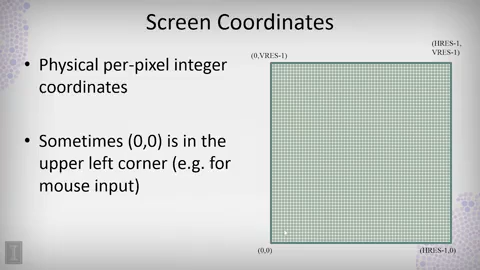 Screen Coordinates
• Physical per-pixel integer
coordinates
• Sometimes (0,0) is in the
upper left corner (e.g. for
mouse input)
(0,VRES-1)
(HRES-1,
VRES-1)
(0,0)
(HRES-1,0)